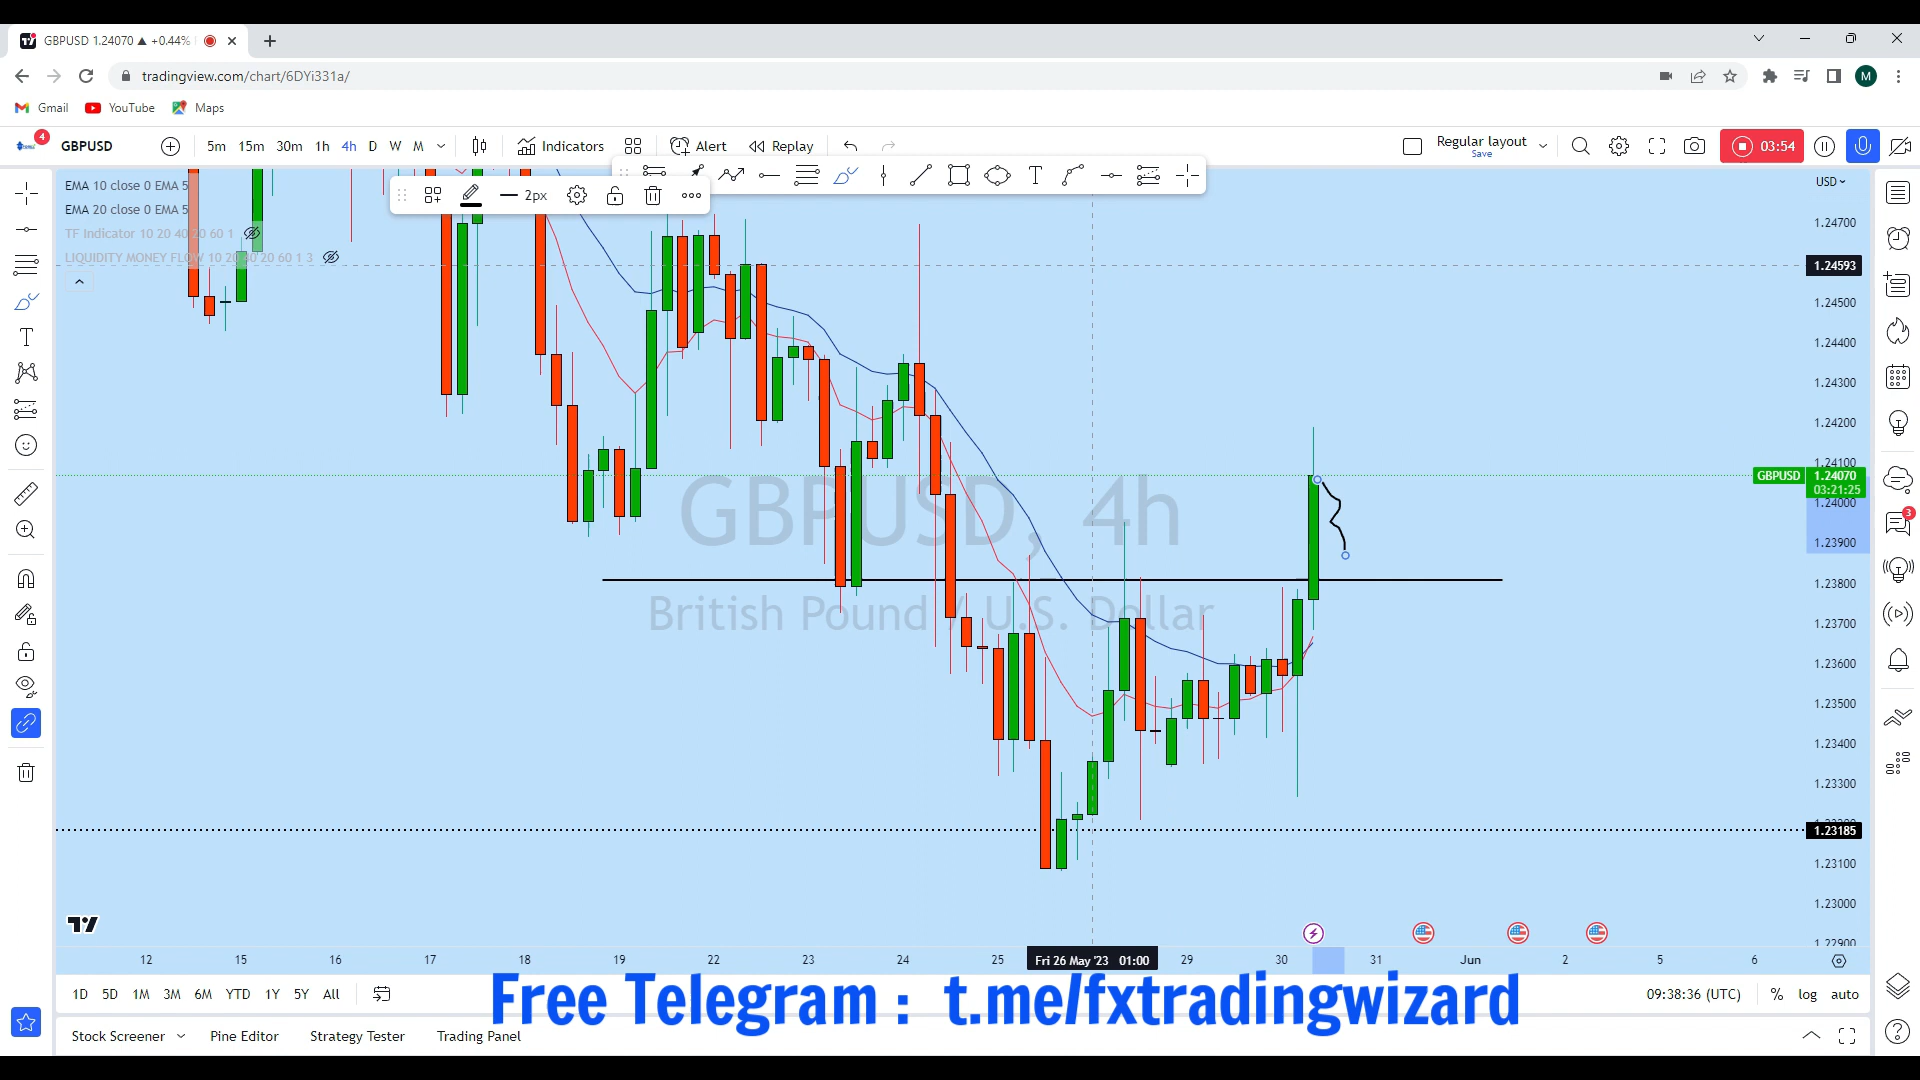 GBPUSD 1.24070 ▲ +0.44%
tradingview.com/chart/6DYi331a/
M
Gmail YouTube Maps
4
GBPUSD 5m 15m 30m 1h 4h D W M Indicators Alert Replay Regular layout Save 03:54
2px
EMA 10 close 0 EMA 5
EMA 20 close 0 EMA 5
TF Indicator 10 20 40 20 60 1
LIQUIDITY MONEY FLOW 10 20 40 20 60 1 3
USD
1.24700
1.24593
1.24500
1.24400
1.24300
1.24200
1.24100
GBPUSD 1.24070
03:21:25
1.24000
1.23900
1.23800
1.23700
1.23600
1.23500
1.23400
1.23300
1.23185
1.23100
1.23000
1.22900
GBPUSD, 4h
British Pound / U.S. Dollar
3
12 15 16 17 18 19 22 23 24 25 Fri 26 May '23 01:00 29 30 31 Jun 2 5 6
1D 5D 1M 3M 6M YTD 1Y 5Y All 09:38:36 (UTC) % log auto
Free Telegram : t.me/fxtradingwizard
Stock Screener Pine Editor Strategy Tester Trading Panel